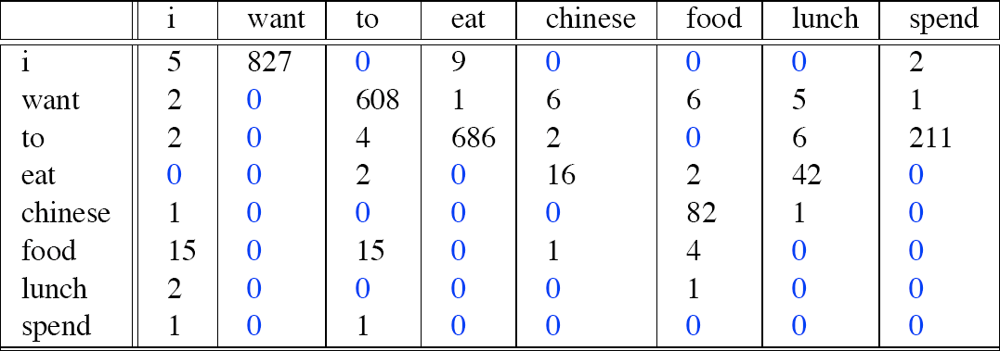 i want to eat chinese food lunch spend
i 5 827 0 9 0 0 0 2
want 2 0 608 1 6 6 5 1
to 2 0 4 686 2 0 6 211
eat 0 0 2 0 16 2 42 0
chinese 1 0 0 0 0 82 1 0
food 15 0 15 0 1 4 0 0
lunch 2 0 0 0 0 1 0 0
spend 1 0 1 0 0 0 0 0